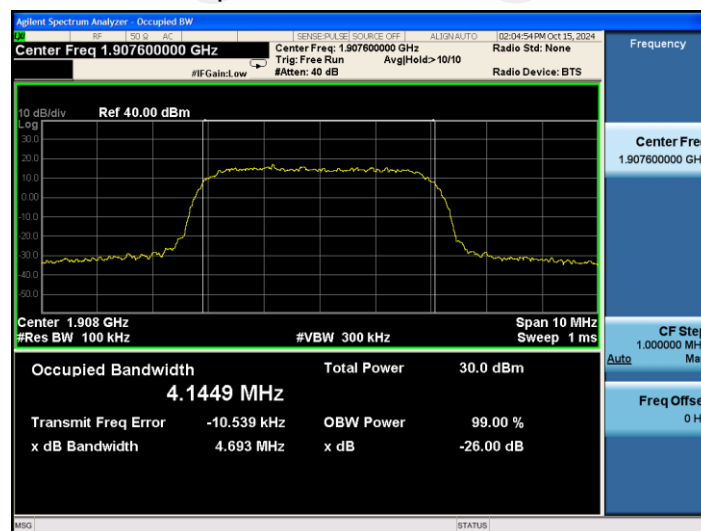 Agilent Spectrum Analyzer - Occupied BW
LXI RF 50 Ω AC SENSE:PULSE SOURCE OFF ALIGN AUTO 02:04:54 PM Oct 15, 2024
Center Freq 1.907600000 GHz
Center Freq: 1.907600000 GHz
Radio Std: None
Trig: Free Run Avg|Hold:> 10/10
#IFGain:Low
#Atten: 40 dB
Radio Device: BTS
Frequency
10 dB/div Ref 40.00 dBm
Log
30.0
20.0
10.0
0.00
-10.0
-20.0
-30.0
-40.0
-50.0
Center 1.908 GHz Span 10 MHz
#Res BW 100 kHz #VBW 300 kHz Sweep 1 ms
Occupied Bandwidth Total Power 30.0 dBm
4.1449 MHz
Transmit Freq Error -10.539 kHz OBW Power 99.00 %
x dB Bandwidth 4.693 MHz x dB -26.00 dB
Center Fre
1.907600000 GH
CF Ste
1.000000 MH
Auto Ma
Freq Offse
0 H
MSG STATUS